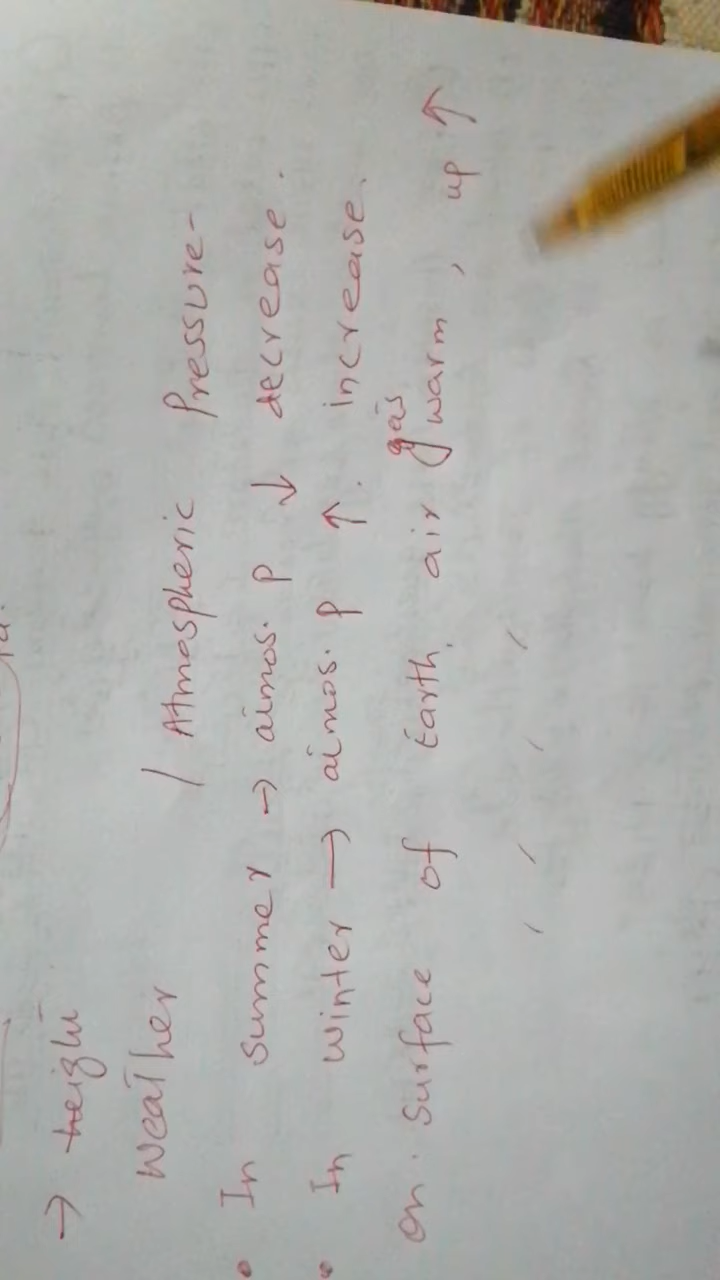 → height
Weather / Atmospheric Pressure-
• In summer → atmos. P ↓ decrease.
• In winter → atmos. P ↑. increase.
gas
on. surface of Earth, air warm, up ↑